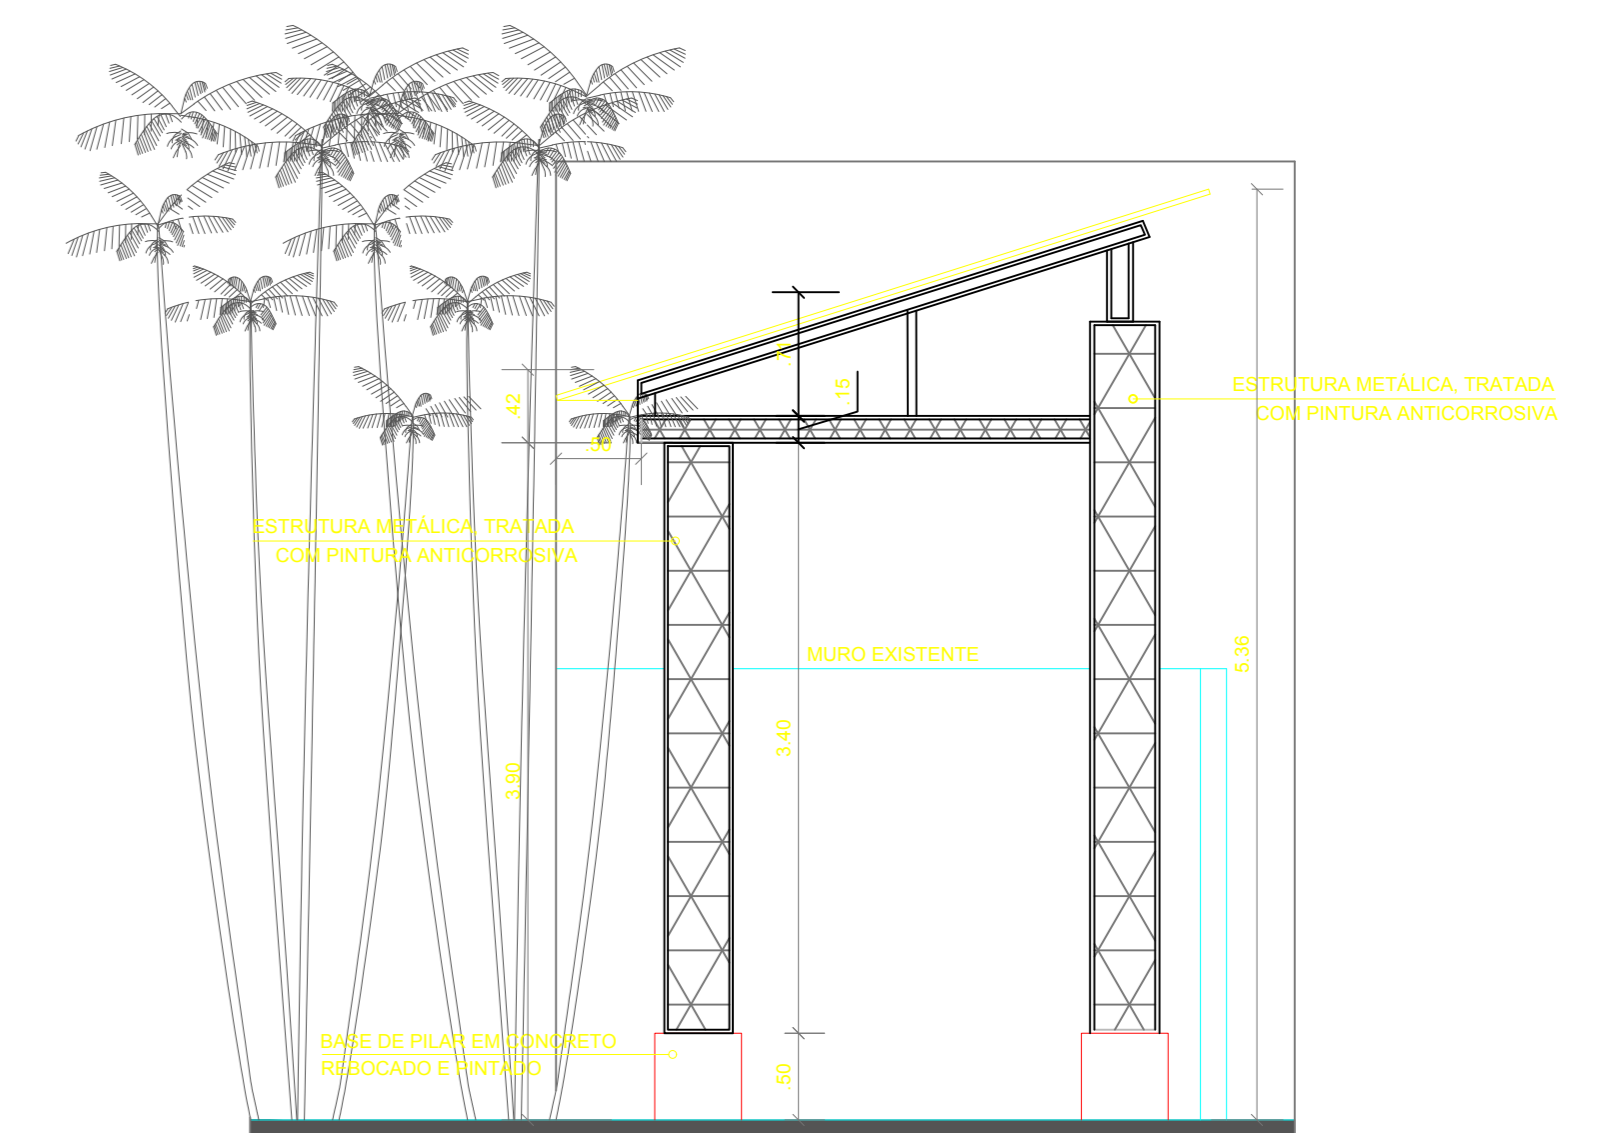 .71
.15
.42
ESTRUTURA METÁLICA, TRATADA
COM PINTURA ANTICORROSIVA
.50
ESTRUTURA METÁLICA, TRATADA
COM PINTURA ANTICORROSIVA
MURO EXISTENTE
5.36
3.40
3.90
BASE DE PILAR EM CONCRETO
REBOCADO E PINTADO
.50